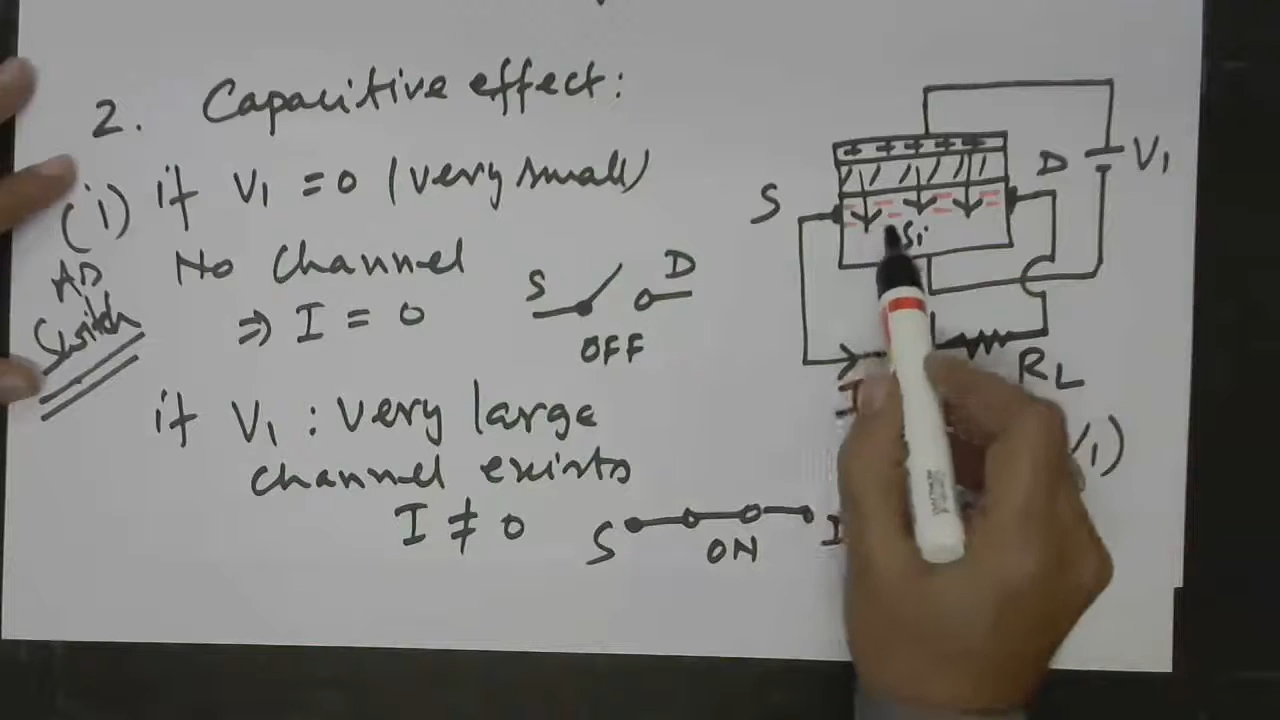 2. Capacitive effect:
(i) if V1 = 0 (very small)
No channel
⇒ I = 0
AD
Switch
S D
OFF
if V1 : very large
channel exists
I ≠ 0
S
ON
+ + + + +
S
D
V1
Si
I
RL